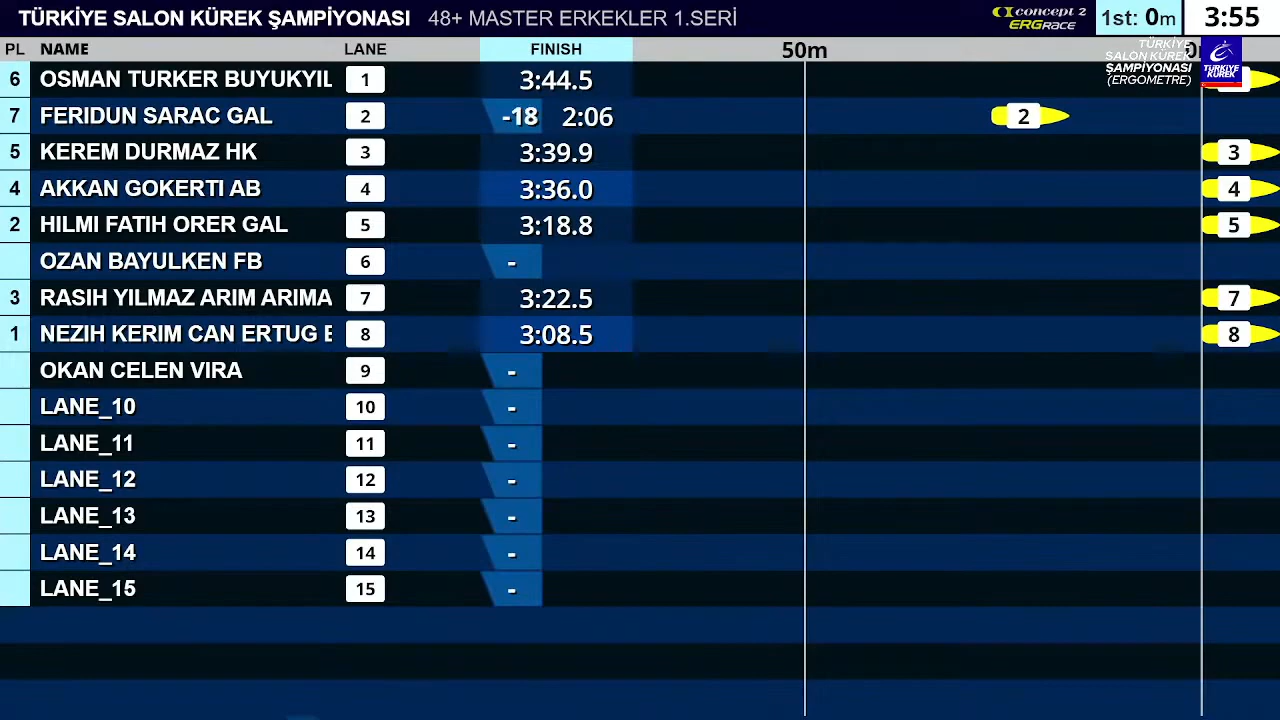 TÜRKİYE SALON KÜREK ŞAMPİYONASI 48+ MASTER ERKEKLER 1.SERİ concept 2 ERGRACE 1st: 0m 3:55
PL NAME LANE FINISH 50m
TÜRKİYE SALON KÜREK ŞAMPİYONASI (ERGOMETRE) TÜRKİYE KÜREK
6 OSMAN TURKER BUYUKYIL 1 3:44.5
7 FERIDUN SARAC GAL 2 -18 2:06 2
5 KEREM DURMAZ HK 3 3:39.9 3
4 AKKAN GOKERTI AB 4 3:36.0 4
2 HILMI FATIH ORER GAL 5 3:18.8 5
OZAN BAYULKEN FB 6 -
3 RASIH YILMAZ ARIM ARIMA 7 3:22.5 7
1 NEZIH KERIM CAN ERTUG 8 3:08.5 8
OKAN CELEN VIRA 9 -
LANE_10 10 -
LANE_11 11 -
LANE_12 12 -
LANE_13 13 -
LANE_14 14 -
LANE_15 15 -